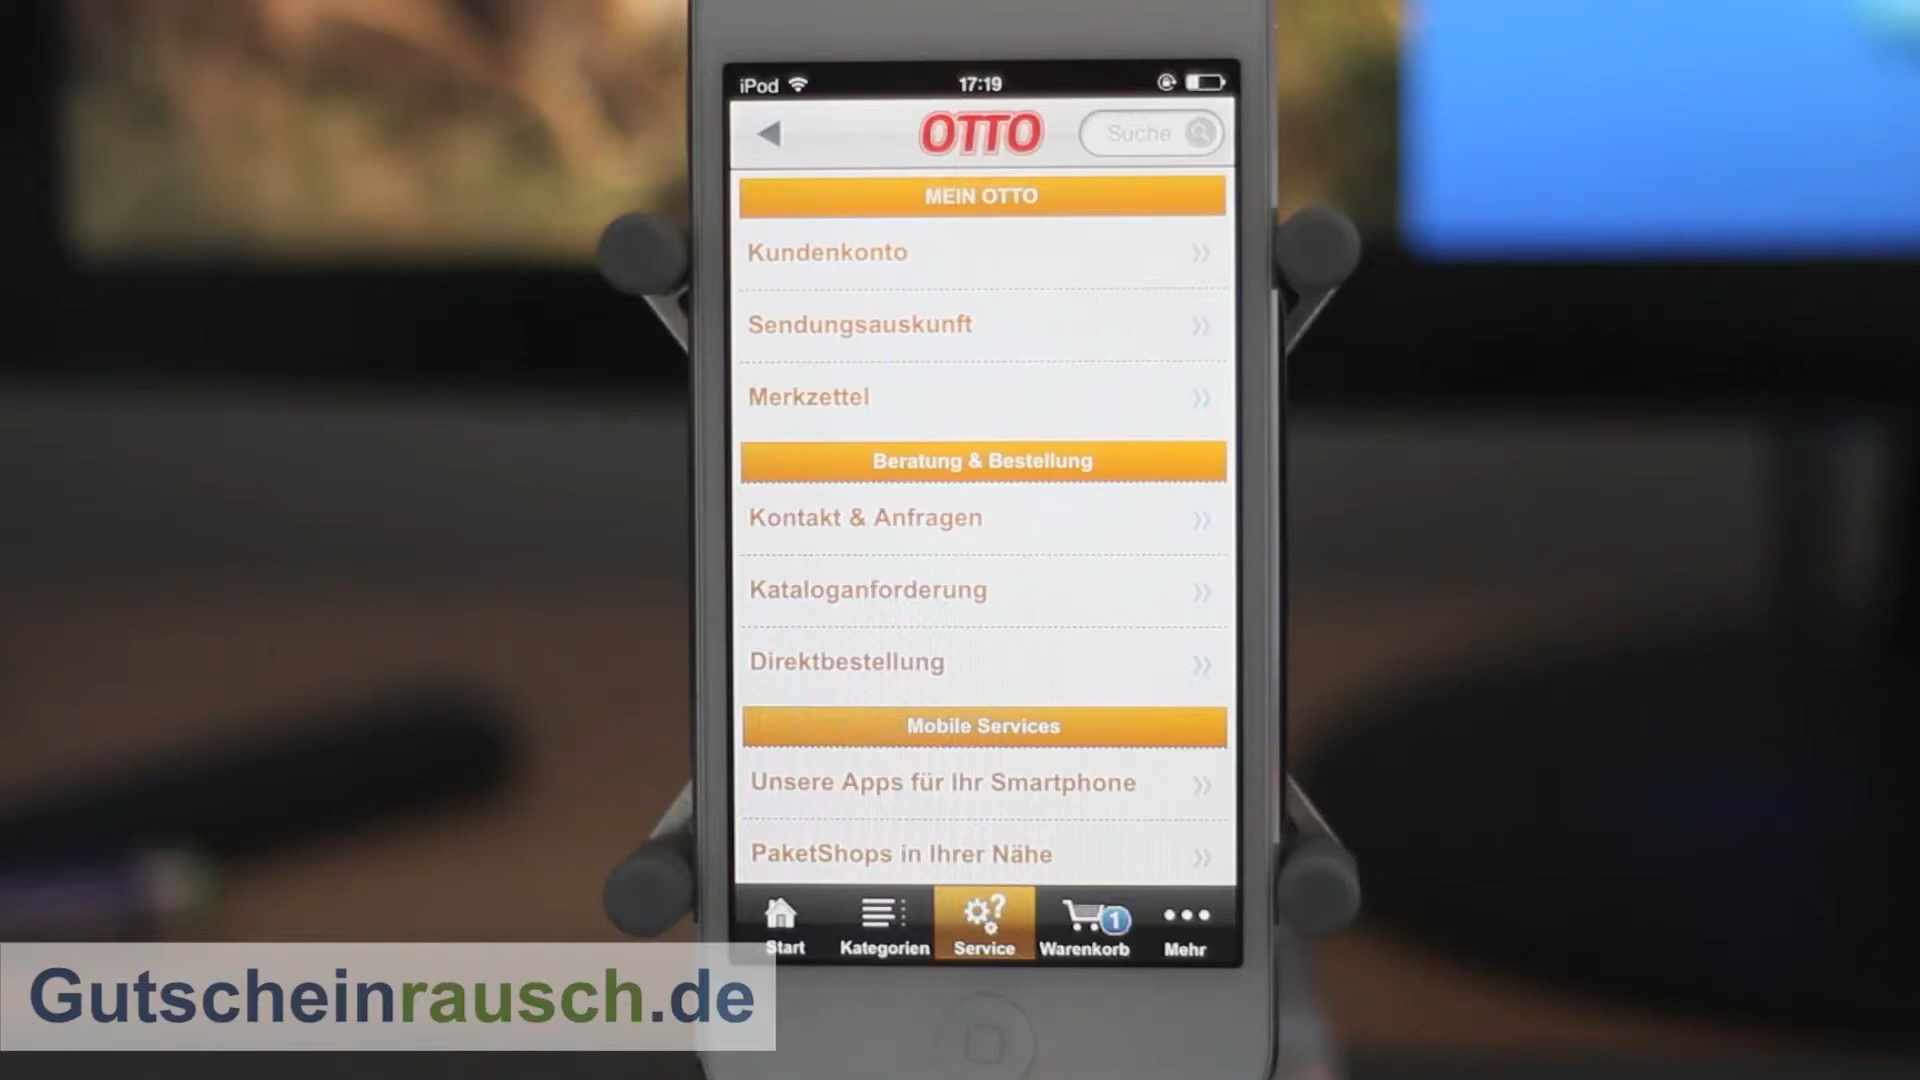 iPod 17:19
OTTO Suche
MEIN OTTO
Kundenkonto
Sendungsauskunft
Merkzettel
Beratung & Bestellung
Kontakt & Anfragen
Kataloganforderung
Direktbestellung
Mobile Services
Unsere Apps für Ihr Smartphone
PaketShops in Ihrer Nähe
1
Start Kategorien Service Warenkorb Mehr
Gutscheinrausch.de